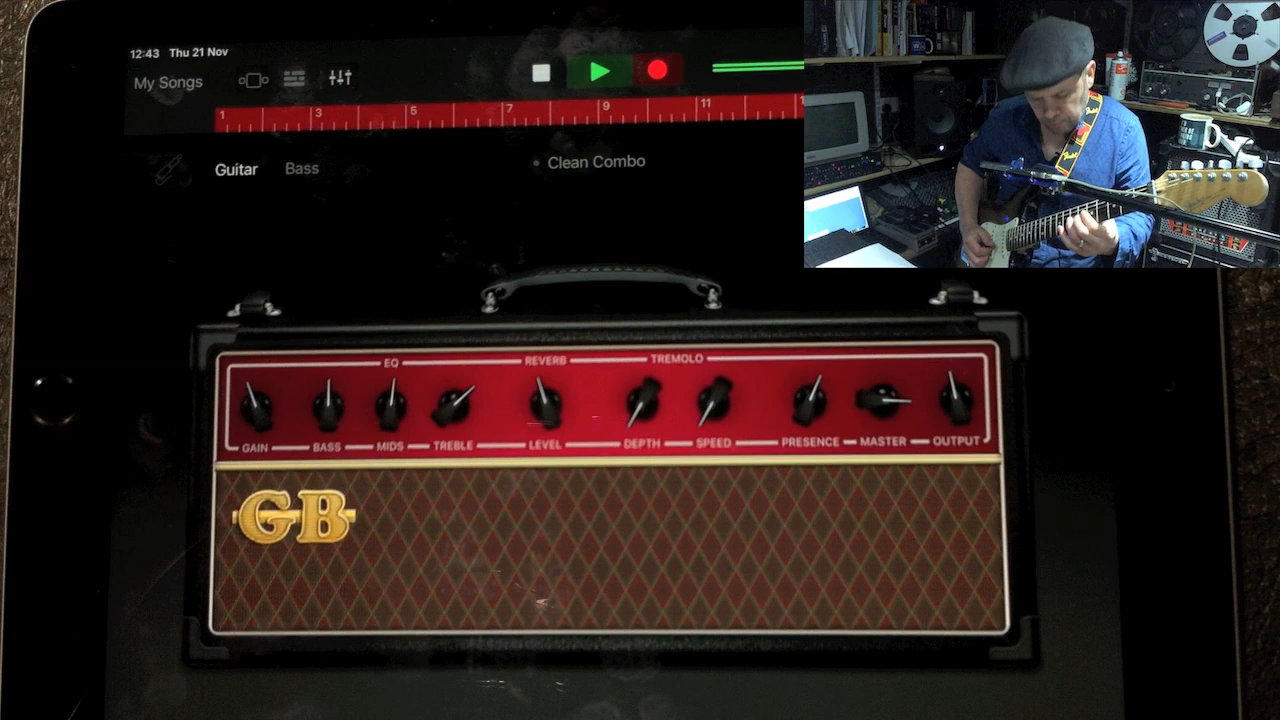 12:43 Thu 21 Nov
My Songs
1 3 5 7 9 11
Guitar Bass Clean Combo
EQ REVERB TREMOLO
GAIN BASS MIDS TREBLE LEVEL DEPTH SPEED PRESENCE MASTER OUTPUT
GB